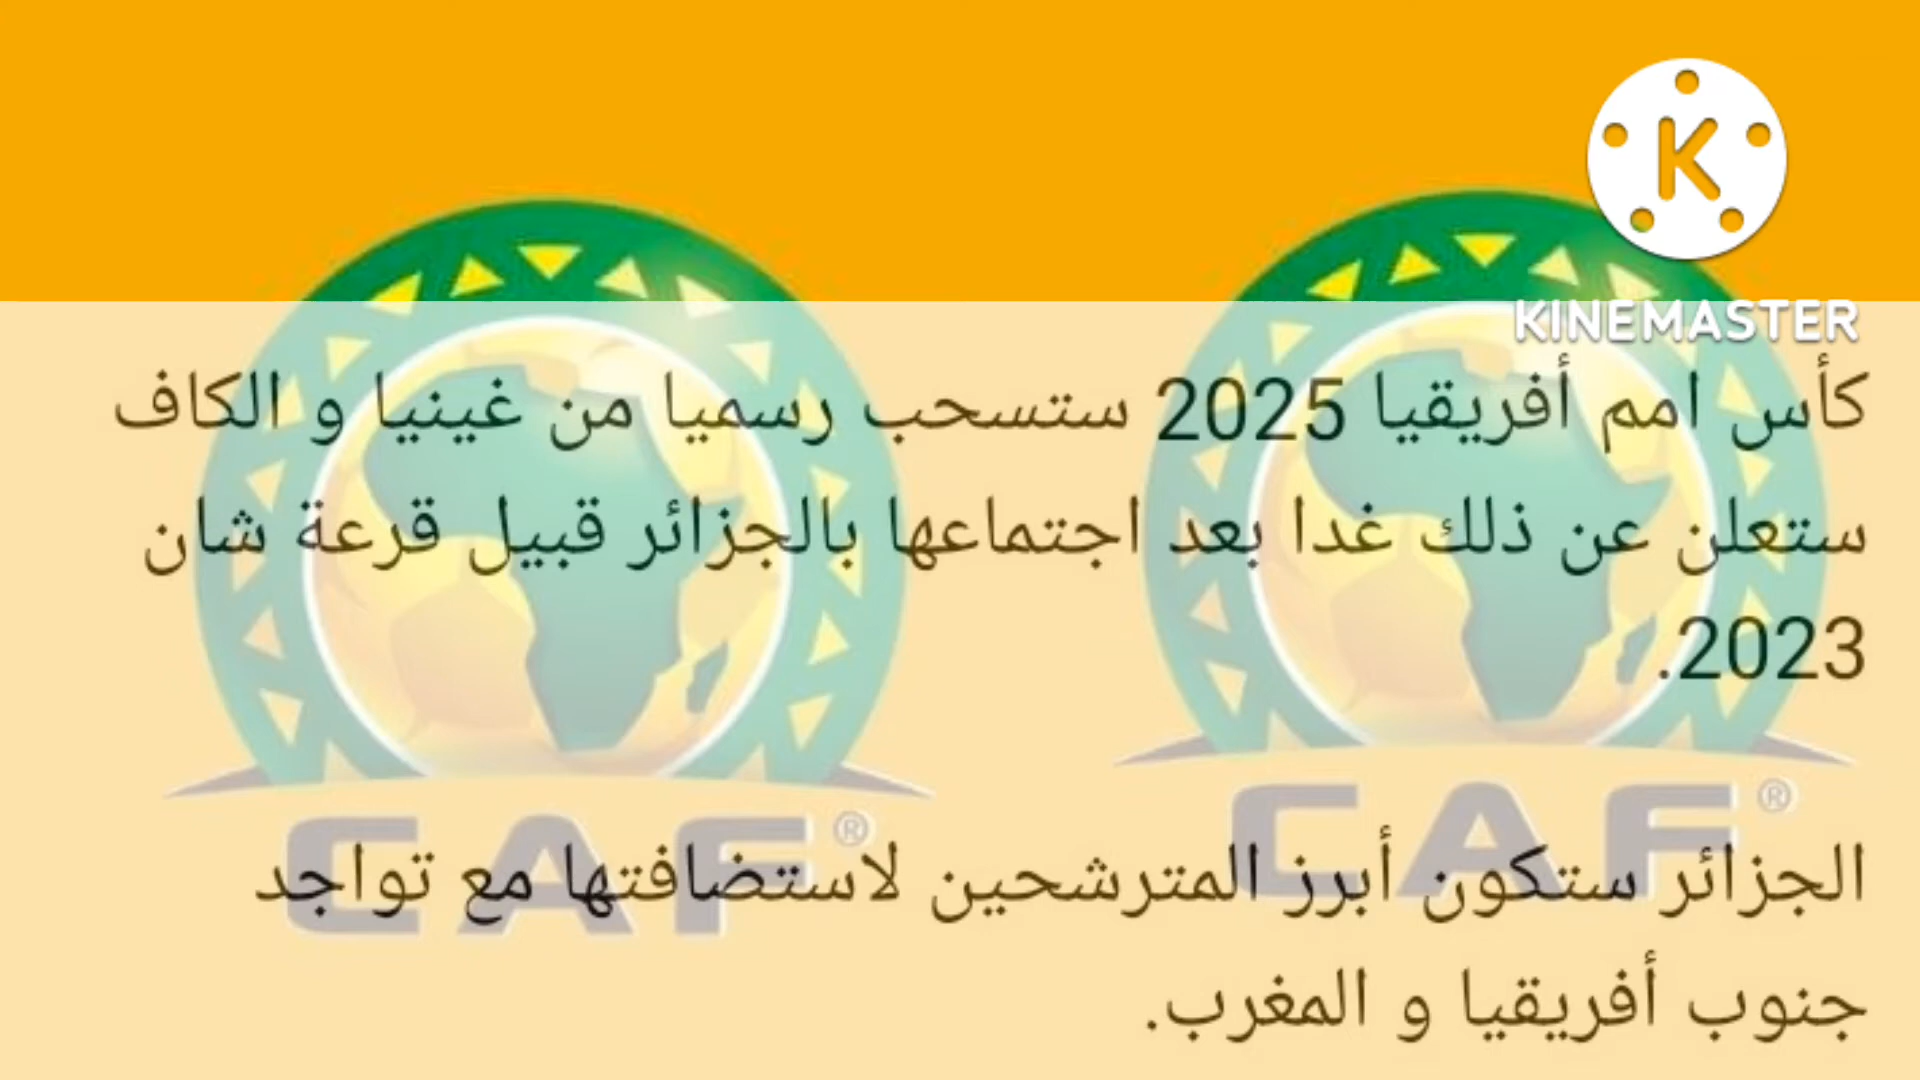 KINEMASTER
كأس امم أفريقيا 2025 ستسحب رسميا من غينيا و الكاف
ستعلن عن ذلك غدا بعد اجتماعها بالجزائر قبيل قرعة شان
2023.
CAF® CAF®
الجزائر ستكون أبرز المترشحين لاستضافتها مع تواجد
جنوب أفريقيا و المغرب.